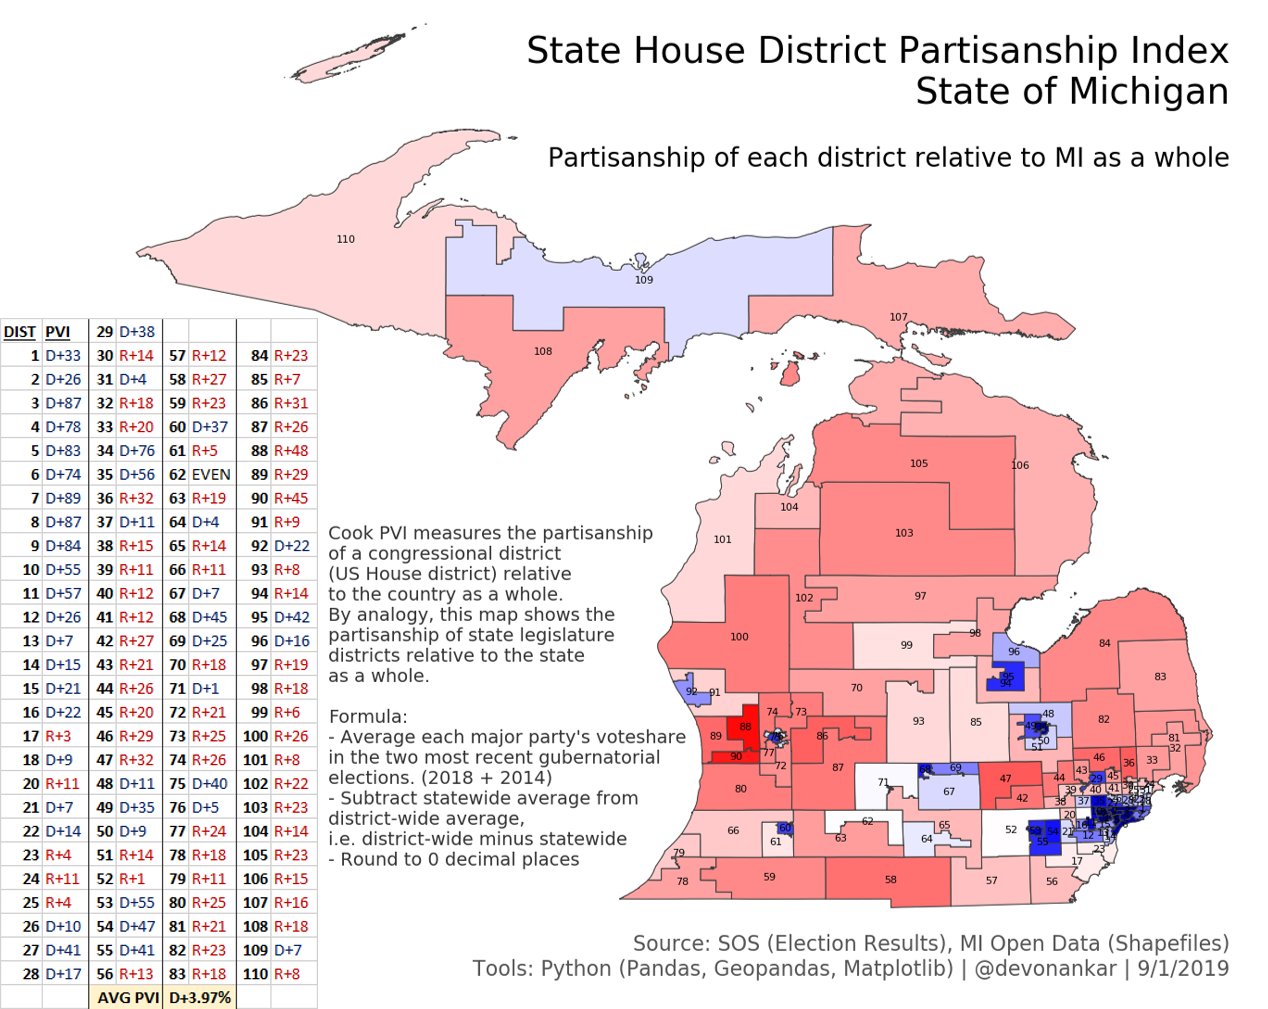 State House District Partisanship Index
State of Michigan
Partisanship of each district relative to MI as a whole
DIST PVI 29 D+38
1 D+33 30 R+14 57 R+12 84 R+23
2 D+26 31 D+4 58 R+27 85 R+7
3 D+87 32 R+18 59 R+23 86 R+31
4 D+78 33 R+20 60 D+37 87 R+26
5 D+83 34 D+76 61 R+5 88 R+48
6 D+74 35 D+56 62 EVEN 89 R+29
7 D+89 36 R+32 63 R+19 90 R+45
8 D+87 37 D+11 64 D+4 91 R+9
9 D+84 38 R+15 65 R+14 92 D+22
10 D+55 39 R+11 66 R+11 93 R+8
11 D+57 40 R+12 67 D+7 94 R+14
12 D+26 41 R+12 68 D+45 95 D+42
13 D+7 42 R+27 69 D+25 96 D+16
14 D+15 43 R+21 70 R+18 97 R+19
15 D+21 44 R+26 71 D+1 98 R+18
16 D+22 45 R+20 72 R+21 99 R+6
17 R+3 46 R+29 73 R+25 100 R+26
18 D+9 47 R+32 74 R+26 101 R+8
20 R+11 48 D+11 75 D+40 102 R+22
21 D+7 49 D+35 76 D+5 103 R+23
22 D+14 50 D+9 77 R+24 104 R+14
23 R+4 51 R+14 78 R+18 105 R+23
24 R+11 52 R+1 79 R+11 106 R+15
25 R+4 53 D+55 80 R+25 107 R+16
26 D+10 54 D+47 81 R+21 108 R+18
27 D+41 55 D+41 82 R+23 109 D+7
28 D+17 56 R+13 83 R+18 110 R+8
AVG PVI D+3.97%
Cook PVI measures the partisanship
of a congressional district
(US House district) relative
to the country as a whole.
By analogy, this map shows the
partisanship of state legislature
districts relative to the state
as a whole.
Formula:
- Average each major party's voteshare
in the two most recent gubernatorial
elections. (2018 + 2014)
- Subtract statewide average from
district-wide average,
i.e. district-wide minus statewide
- Round to 0 decimal places
110
109
107
108
105
106
104
103
101
102
97
100
98
99
96
84
95
94
83
92
91
70
74
73
93
85
48
82
88
89
86
49
50
51
81
32
90
77
72
87
68
69
46
36
33
80
71
67
47
44
43
29
45
42
39
40
41
38
37
35
66
60
61
62
63
65
64
52
53
54
55
20
21
16
12
79
78
59
58
57
56
17
23
Source: SOS (Election Results), MI Open Data (Shapefiles)
Tools: Python (Pandas, Geopandas, Matplotlib) | @devonankar | 9/1/2019